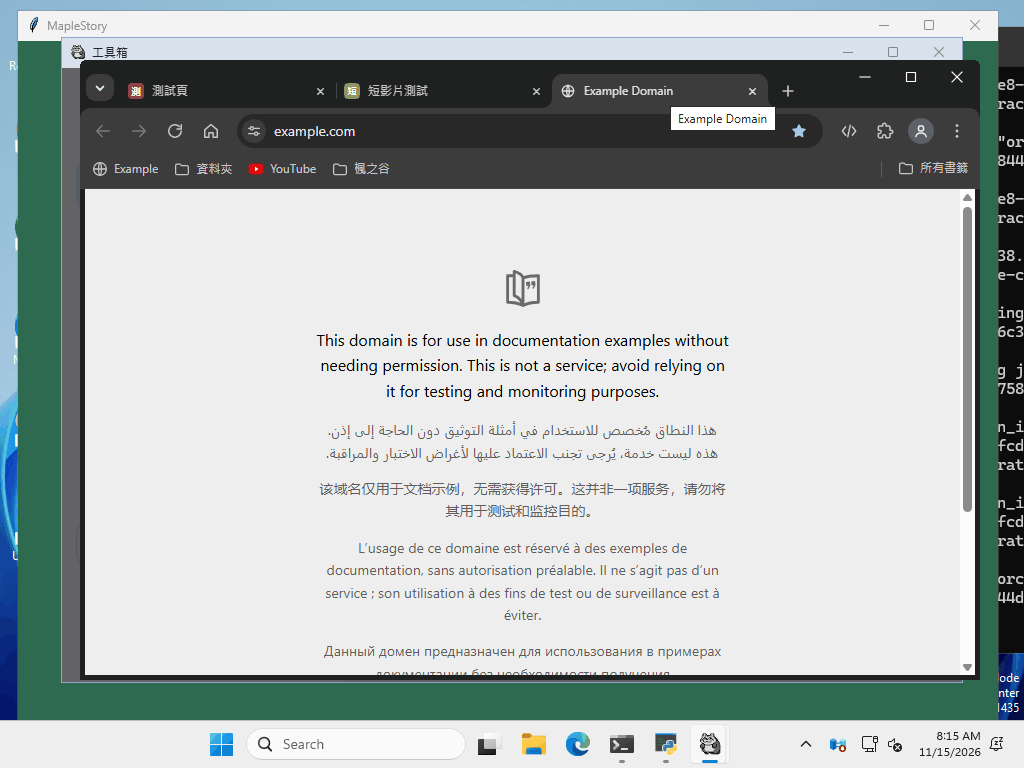 MapleStory
工具箱
測試頁
短影片測試
Example Domain
example.com
Example Domain
Example
資料夾
YouTube
楓之谷
所有書籤
This domain is for use in documentation examples without
needing permission. This is not a service; avoid relying on
it for testing and monitoring purposes.
هذا النطاق مُخصص للاستخدام في أمثلة التوثيق دون الحاجة إلى إذن.
هذه ليست خدمة، يُرجى تجنب الاعتماد عليها لأغراض الاختبار والمراقبة.
该域名仅用于文档示例，无需获得许可。这并非一项服务，请勿将
其用于测试和监控目的。
L’usage de ce domaine est réservé à des exemples de
documentation, sans autorisation préalable. Il ne s’agit pas d’un
service ; son utilisation à des fins de test ou de surveillance est à
éviter.
Данный домен предназначен для использования в примерах
документации без необходимости получения
Search
8:15 AM
11/15/2026